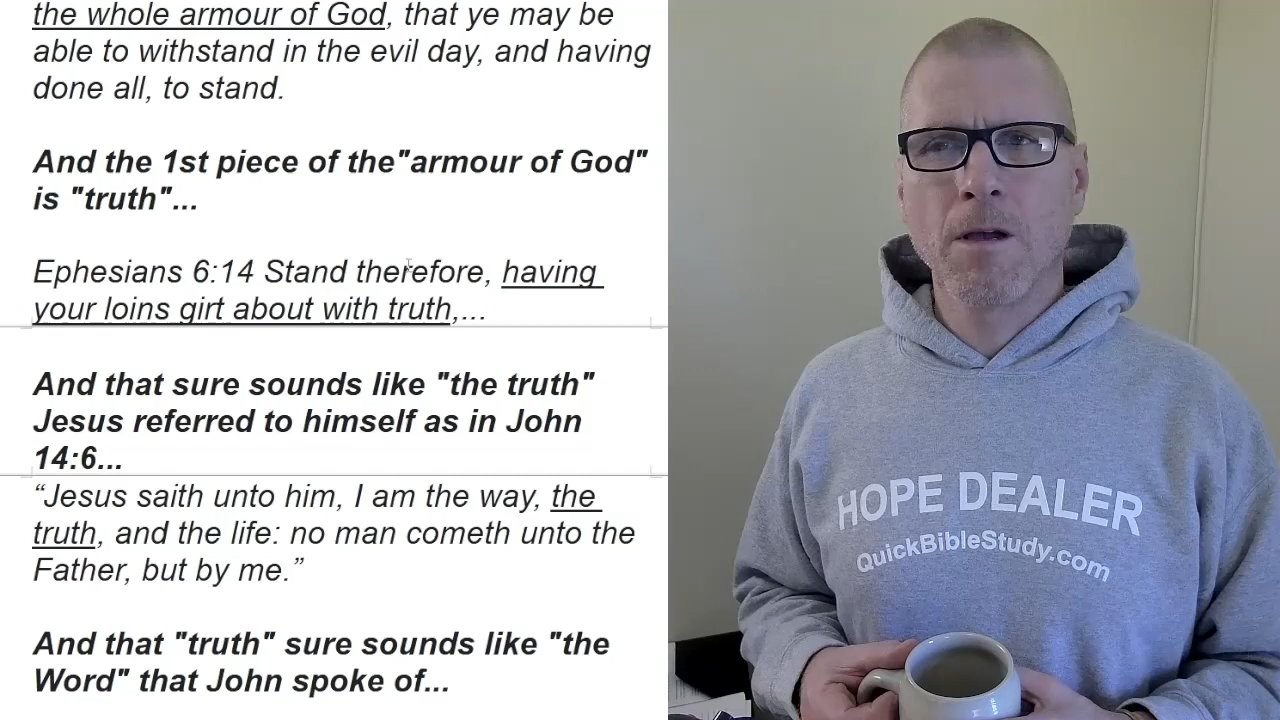 the whole armour of God, that ye may be
able to withstand in the evil day, and having
done all, to stand.
And the 1st piece of the"armour of God"
is "truth"...
Ephesians 6:14 Stand therefore, having
your loins girt about with truth,...
And that sure sounds like "the truth"
Jesus referred to himself as in John
14:6...
“Jesus saith unto him, I am the way, the
truth, and the life: no man cometh unto the
Father, but by me.”
And that "truth" sure sounds like "the
Word" that John spoke of...
HOPE DEALER
QuickBibleStudy.com